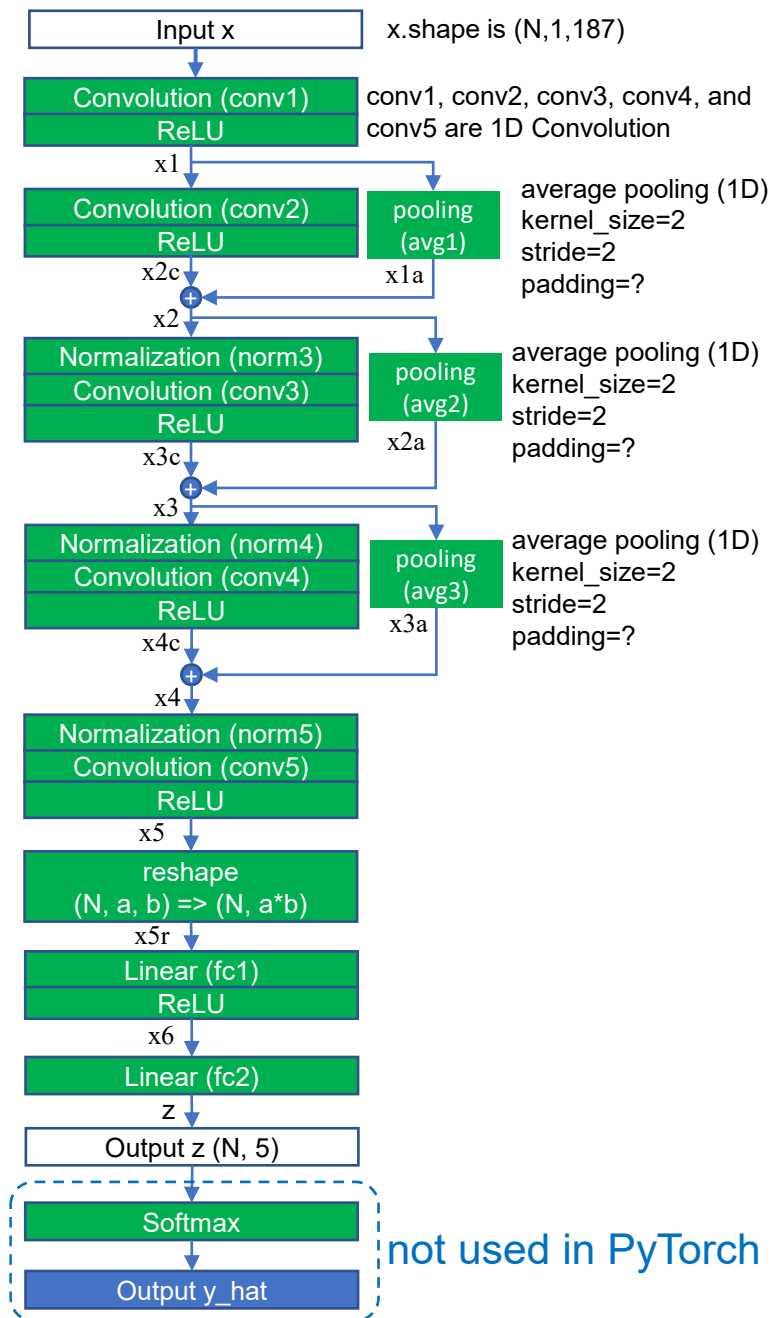 Input x
x.shape is (N,1,187)
Convolution (conv1)
ReLU
conv1, conv2, conv3, conv4, and
conv5 are 1D Convolution
x1
Convolution (conv2)
ReLU
pooling
(avg1)
average pooling (1D)
kernel_size=2
stride=2
padding=?
x2c
x1a
+
x2
Normalization (norm3)
Convolution (conv3)
ReLU
pooling
(avg2)
average pooling (1D)
kernel_size=2
stride=2
padding=?
x3c
x2a
+
x3
Normalization (norm4)
Convolution (conv4)
ReLU
pooling
(avg3)
average pooling (1D)
kernel_size=2
stride=2
padding=?
x4c
x3a
+
x4
Normalization (norm5)
Convolution (conv5)
ReLU
x5
reshape
(N, a, b) => (N, a*b)
x5r
Linear (fc1)
ReLU
x6
Linear (fc2)
z
Output z (N, 5)
Softmax
Output y_hat
not used in PyTorch